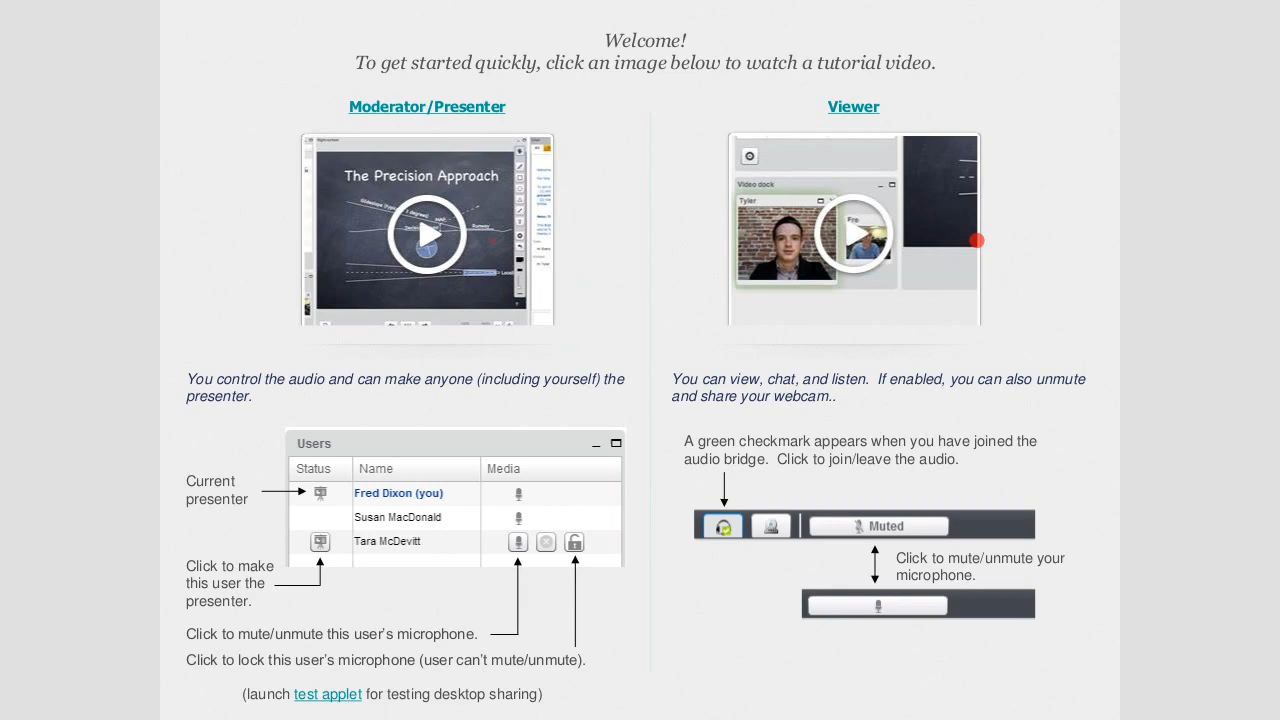 Welcome!
To get started quickly, click an image below to watch a tutorial video.
Moderator/Presenter
The Precision Approach
Runway
You control the audio and can make anyone (including yourself) the
presenter.
Users
Status Name Media
Fred Dixon (you)
Susan MacDonald
Tara McDevitt
Current
presenter
Click to make
this user the
presenter.
Click to mute/unmute this user's microphone.
Click to lock this user's microphone (user can't mute/unmute).
(launch test applet for testing desktop sharing)
Viewer
Video dock
Tyler
Fre
You can view, chat, and listen.  If enabled, you can also unmute
and share your webcam..
A green checkmark appears when you have joined the
audio bridge.  Click to join/leave the audio.
Muted
Click to mute/unmute your
microphone.